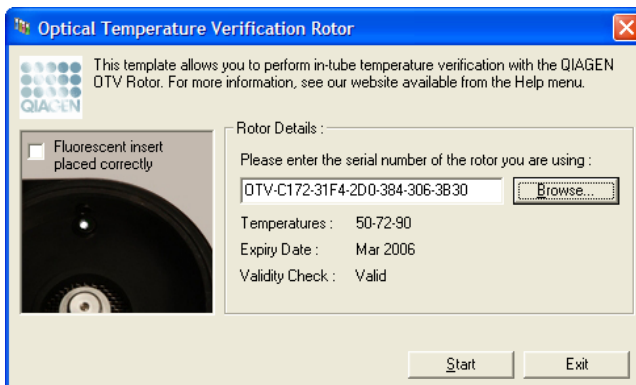 Optical Temperature Verification Rotor
This template allows you to perform in-tube temperature verification with the QIAGEN
OTV Rotor. For more information, see our website available from the Help menu.
QIAGEN
Fluorescent insert
placed correctly
Rotor Details :
Please enter the serial number of the rotor you are using :
OTV-C172-31F4-2D0-384-306-3B30
Browse...
Temperatures : 50-72-90
Expiry Date : Mar 2006
Validity Check : Valid
Start
Exit